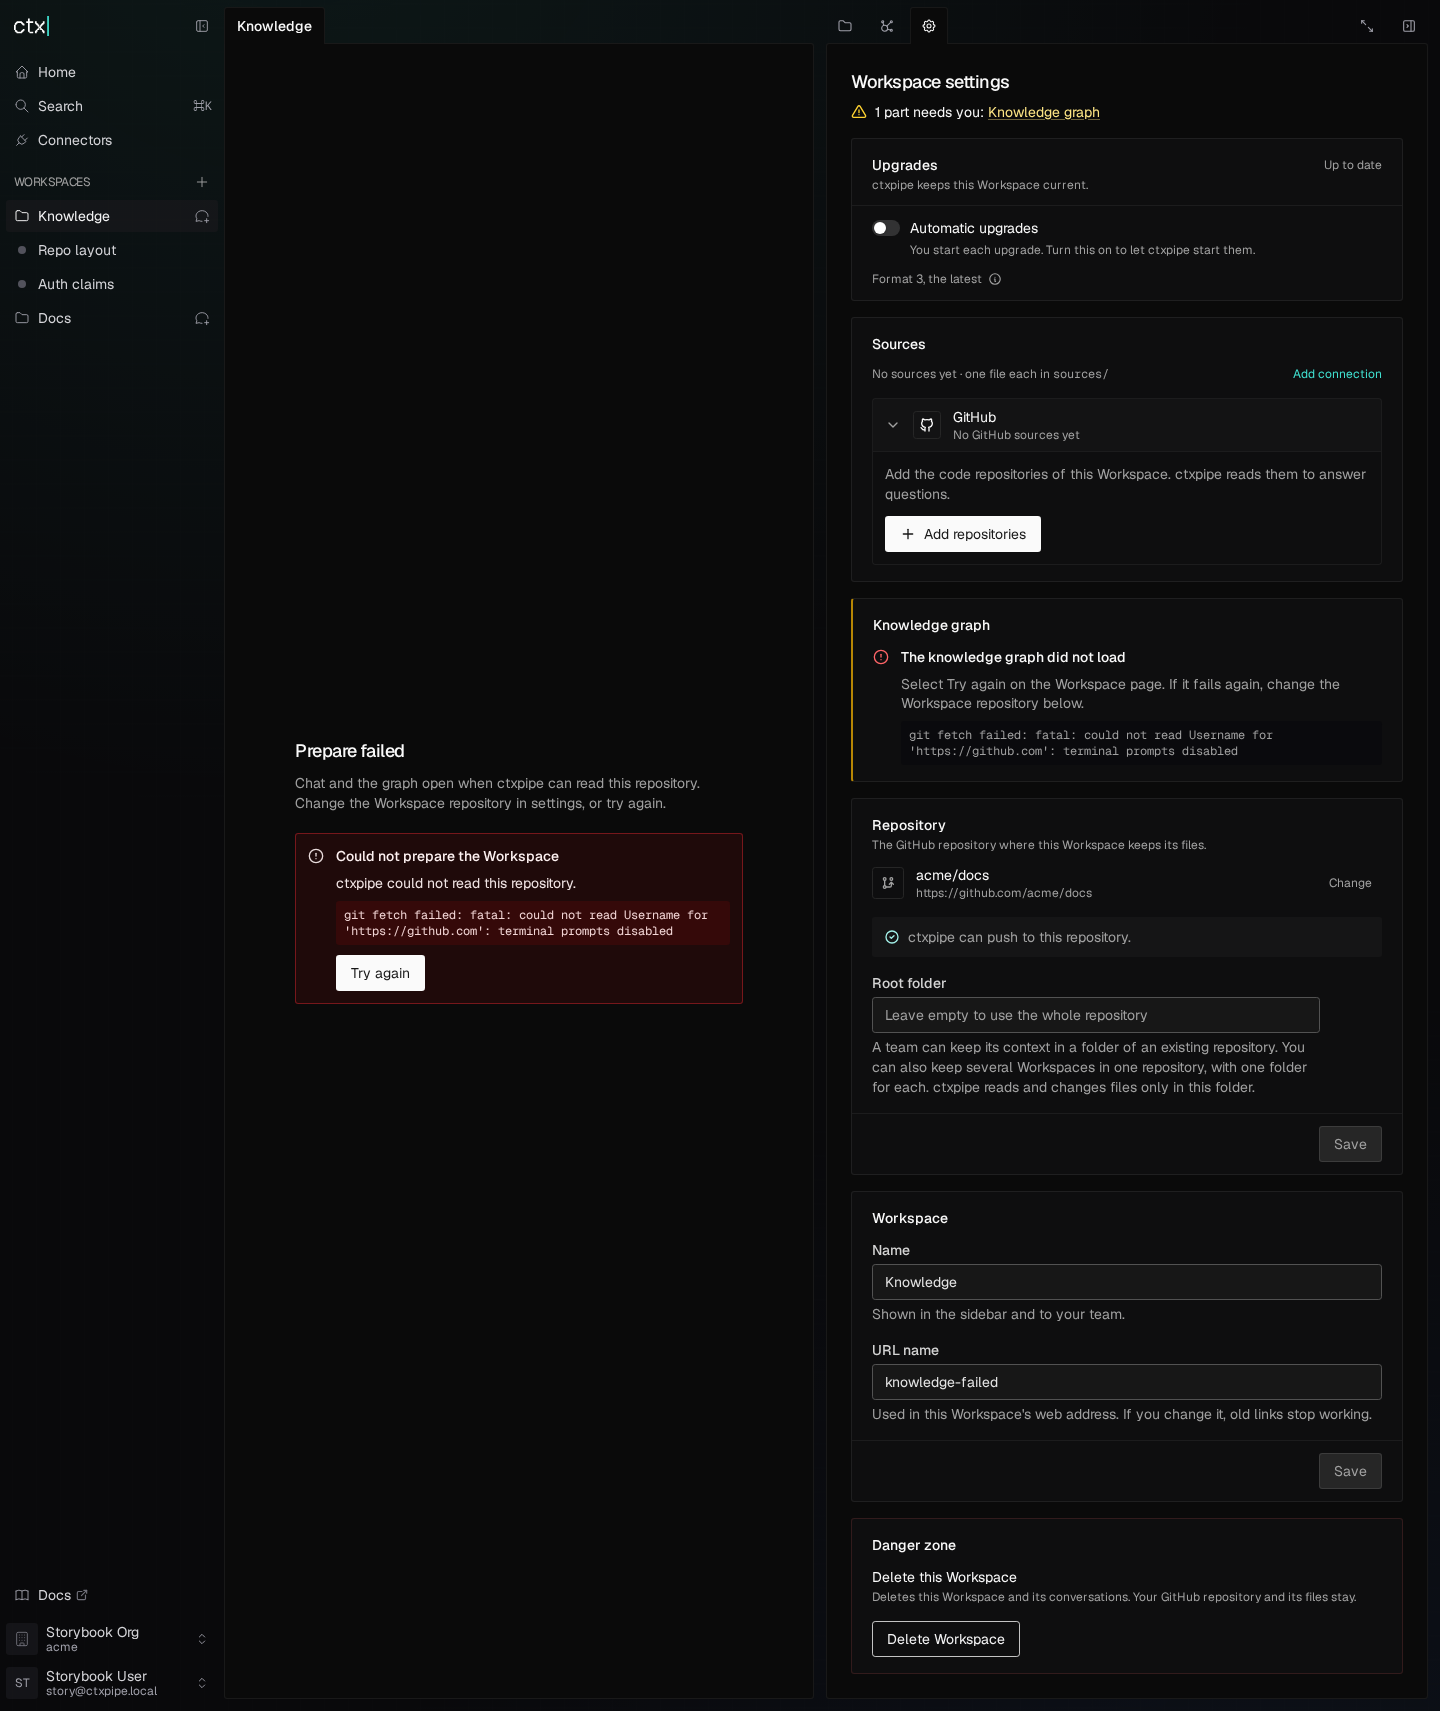 ctx
Home
Search
⌘K
Connectors
WORKSPACES
Knowledge
Repo layout
Auth claims
Docs
Docs
Storybook Org
acme
ST
Storybook User
story@ctxpipe.local
Knowledge
Prepare failed
Chat and the graph open when ctxpipe can read this repository.
Change the Workspace repository in settings, or try again.
Could not prepare the Workspace
ctxpipe could not read this repository.
git fetch failed: fatal: could not read Username for
'https://github.com': terminal prompts disabled
Try again
Workspace settings
1 part needs you: Knowledge graph
Upgrades
Up to date
ctxpipe keeps this Workspace current.
Automatic upgrades
You start each upgrade. Turn this on to let ctxpipe start them.
Format 3, the latest
Sources
No sources yet · one file each in sources/
Add connection
GitHub
No GitHub sources yet
Add the code repositories of this Workspace. ctxpipe reads them to answer
questions.
Add repositories
Knowledge graph
The knowledge graph did not load
Select Try again on the Workspace page. If it fails again, change the
Workspace repository below.
git fetch failed: fatal: could not read Username for
'https://github.com': terminal prompts disabled
Repository
The GitHub repository where this Workspace keeps its files.
acme/docs
https://github.com/acme/docs
Change
ctxpipe can push to this repository.
Root folder
Leave empty to use the whole repository
A team can keep its context in a folder of an existing repository. You
can also keep several Workspaces in one repository, with one folder
for each. ctxpipe reads and changes files only in this folder.
Save
Workspace
Name
Knowledge
Shown in the sidebar and to your team.
URL name
knowledge-failed
Used in this Workspace's web address. If you change it, old links stop working.
Save
Danger zone
Delete this Workspace
Deletes this Workspace and its conversations. Your GitHub repository and its files stay.
Delete Workspace